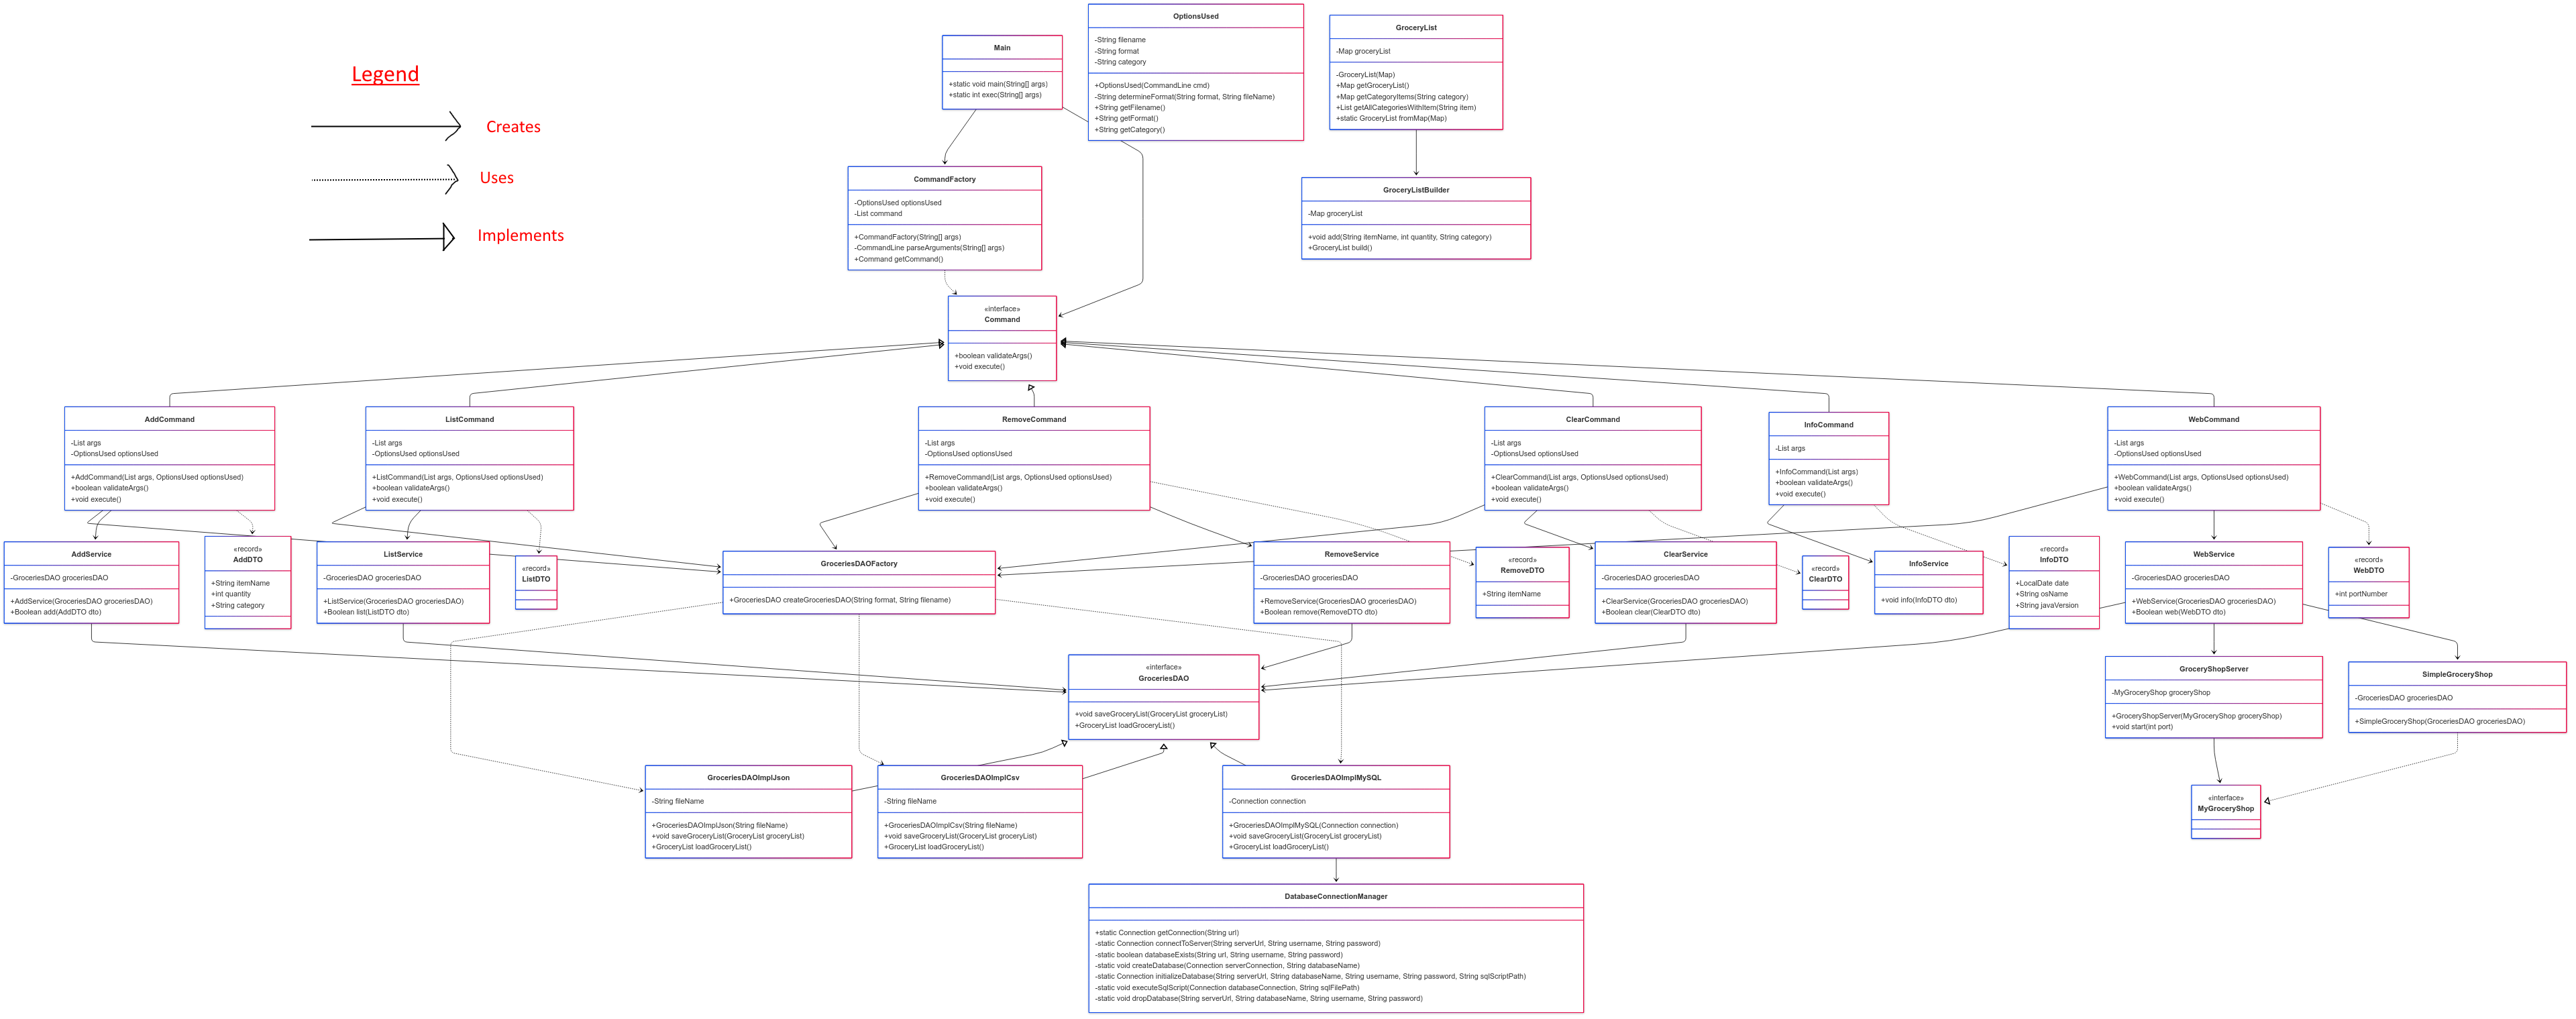 Legend
Creates
Uses
Implements
Main
+static void main(String[] args)
+static int exec(String[] args)
OptionsUsed
-String filename
-String format
-String category
+OptionsUsed(CommandLine cmd)
-String determineFormat(String format, String fileName)
+String getFilename()
+String getFormat()
+String getCategory()
GroceryList
-Map groceryList
-GroceryList(Map)
+Map getGroceryList()
+Map getCategoryItems(String category)
+List getAllCategoriesWithItem(String item)
+static GroceryList fromMap(Map)
CommandFactory
-OptionsUsed optionsUsed
-List command
+CommandFactory(String[] args)
-CommandLine parseArguments(String[] args)
+Command getCommand()
GroceryListBuilder
-Map groceryList
+void add(String itemName, int quantity, String category)
+GroceryList build()
«interface»
Command
+boolean validateArgs()
+void execute()
AddCommand
-List args
-OptionsUsed optionsUsed
+AddCommand(List args, OptionsUsed optionsUsed)
+boolean validateArgs()
+void execute()
ListCommand
-List args
-OptionsUsed optionsUsed
+ListCommand(List args, OptionsUsed optionsUsed)
+boolean validateArgs()
+void execute()
RemoveCommand
-List args
-OptionsUsed optionsUsed
+RemoveCommand(List args, OptionsUsed optionsUsed)
+boolean validateArgs()
+void execute()
ClearCommand
-List args
-OptionsUsed optionsUsed
+ClearCommand(List args, OptionsUsed optionsUsed)
+boolean validateArgs()
+void execute()
InfoCommand
-List args
+InfoCommand(List args)
+boolean validateArgs()
+void execute()
WebCommand
-List args
-OptionsUsed optionsUsed
+WebCommand(List args, OptionsUsed optionsUsed)
+boolean validateArgs()
+void execute()
AddService
-GroceriesDAO groceriesDAO
+AddService(GroceriesDAO groceriesDAO)
+Boolean add(AddDTO dto)
«record»
AddDTO
+String itemName
+int quantity
+String category
ListService
-GroceriesDAO groceriesDAO
+ListService(GroceriesDAO groceriesDAO)
+Boolean list(ListDTO dto)
«record»
ListDTO
GroceriesDAOFactory
+GroceriesDAO createGroceriesDAO(String format, String filename)
RemoveService
-GroceriesDAO groceriesDAO
+RemoveService(GroceriesDAO groceriesDAO)
+Boolean remove(RemoveDTO dto)
«record»
RemoveDTO
+String itemName
ClearService
-GroceriesDAO groceriesDAO
+ClearService(GroceriesDAO groceriesDAO)
+Boolean clear(ClearDTO dto)
«record»
ClearDTO
InfoService
+void info(InfoDTO dto)
«record»
InfoDTO
+LocalDate date
+String osName
+String javaVersion
WebService
-GroceriesDAO groceriesDAO
+WebService(GroceriesDAO groceriesDAO)
+Boolean web(WebDTO dto)
«record»
WebDTO
+int portNumber
«interface»
GroceriesDAO
+void saveGroceryList(GroceryList groceryList)
+GroceryList loadGroceryList()
GroceryShopServer
-MyGroceryShop groceryShop
+GroceryShopServer(MyGroceryShop groceryShop)
+void start(int port)
SimpleGroceryShop
-GroceriesDAO groceriesDAO
+SimpleGroceryShop(GroceriesDAO groceriesDAO)
GroceriesDAOImplJson
-String fileName
+GroceriesDAOImplJson(String fileName)
+void saveGroceryList(GroceryList groceryList)
+GroceryList loadGroceryList()
GroceriesDAOImplCsv
-String fileName
+GroceriesDAOImplCsv(String fileName)
+void saveGroceryList(GroceryList groceryList)
+GroceryList loadGroceryList()
GroceriesDAOImplMySQL
-Connection connection
+GroceriesDAOImplMySQL(Connection connection)
+void saveGroceryList(GroceryList groceryList)
+GroceryList loadGroceryList()
«interface»
MyGroceryShop
DatabaseConnectionManager
+static Connection getConnection(String url)
-static Connection connectToServer(String serverUrl, String username, String password)
-static boolean databaseExists(String url, String username, String password)
-static void createDatabase(Connection serverConnection, String databaseName)
-static Connection initializeDatabase(String serverUrl, String databaseName, String username, String password, String sqlScriptPath)
-static void executeSqlScript(Connection databaseConnection, String sqlFilePath)
-static void dropDatabase(String serverUrl, String databaseName, String username, String password)